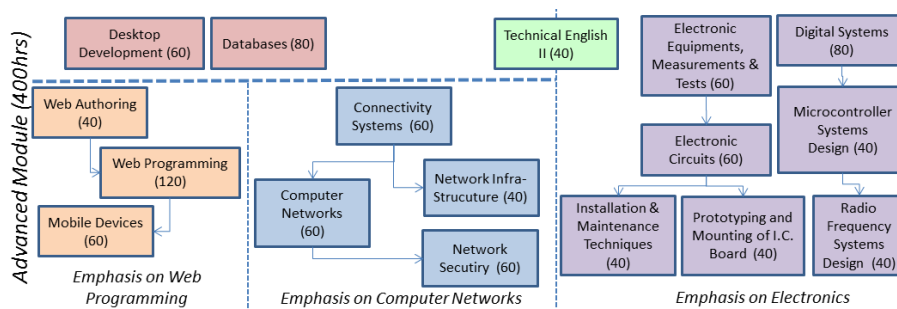 Advanced Module (400hrs)
Desktop
Development (60)
Databases (80)
Technical English
II (40)
Electronic
Equipments,
Measurements &
Tests (60)
Digital Systems
(80)
Web Authoring
(40)
Web Programming
(120)
Mobile Devices
(60)
Emphasis on Web
Programming
Connectivity
Systems (60)
Computer
Networks
(60)
Network Infra-
Strucuture (40)
Network
Secutiry (60)
Emphasis on Computer Networks
Electronic
Circuits (60)
Microcontroller
Systems
Design (40)
Installation &
Maintenance
Techniques
(40)
Prototyping and
Mounting of I.C.
Board (40)
Radio
Frequency
Systems
Design (40)
Emphasis on Electronics